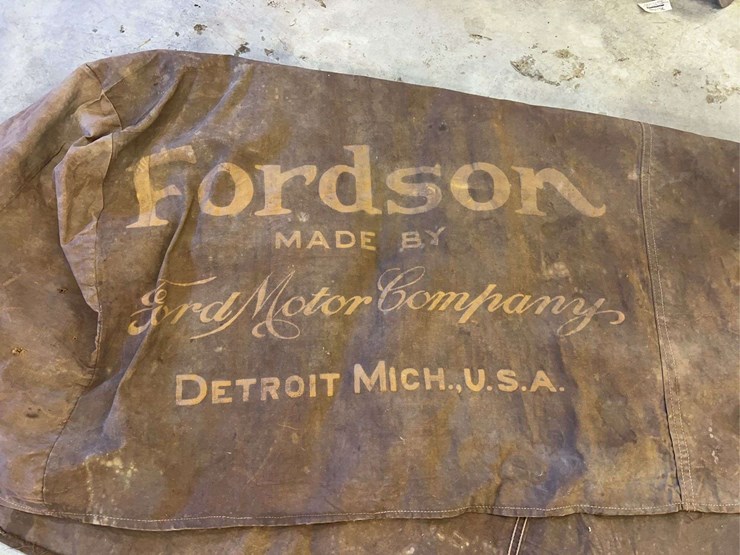 Fordson
MADE BY
Ford Motor Company
DETROIT MICH., U.S.A.